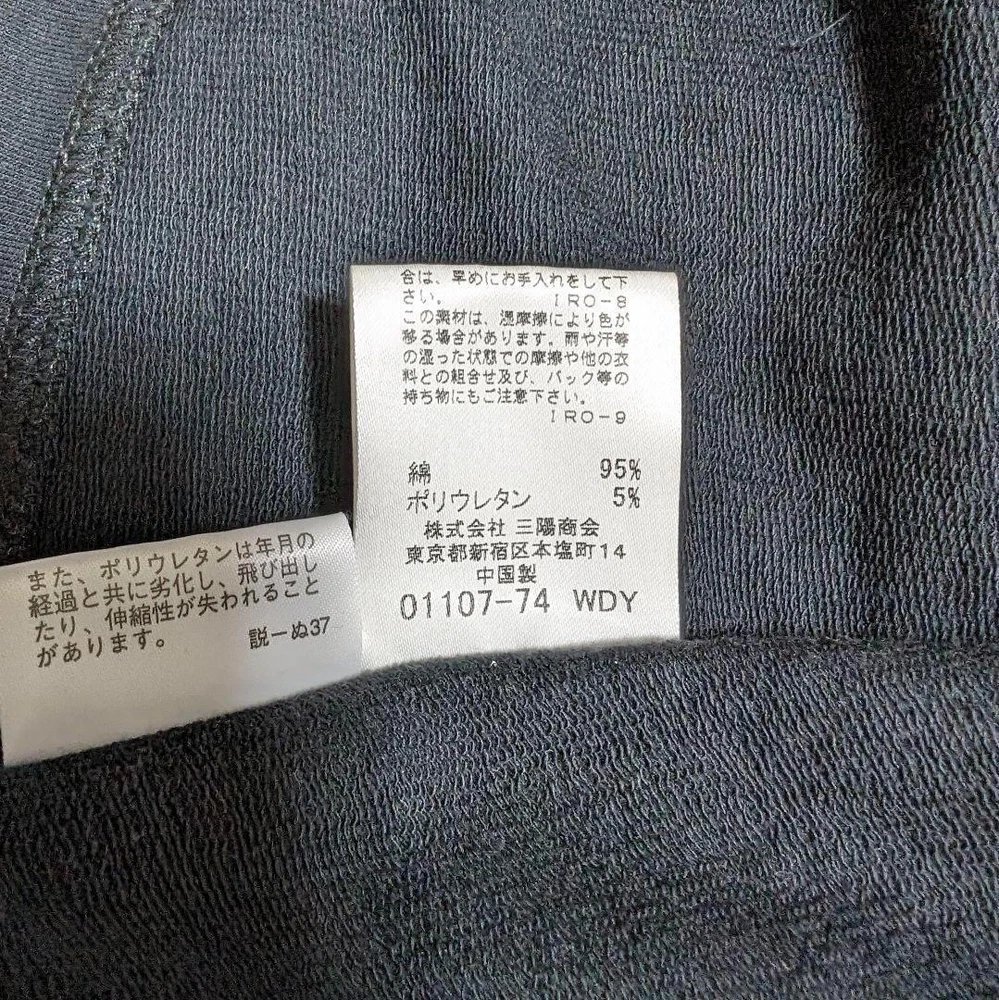 合は、早めにお手入れをして下
さい。 IRO-8
この素材は、湿摩擦により色が
移る場合があります。雨や汗等
の湿った状態での摩擦や他の衣
料との組合せ及び、バック等の
持ち物にもご注意下さい。
IRO-9
綿 95%
ポリウレタン 5%
株式会社 三陽商会
東京都新宿区本塩町14
中国製
01107-74 WDY
また、ポリウレタンは年月の
経過と共に劣化し、飛び出し
たり、伸縮性が失われること
があります。 説ーぬ37